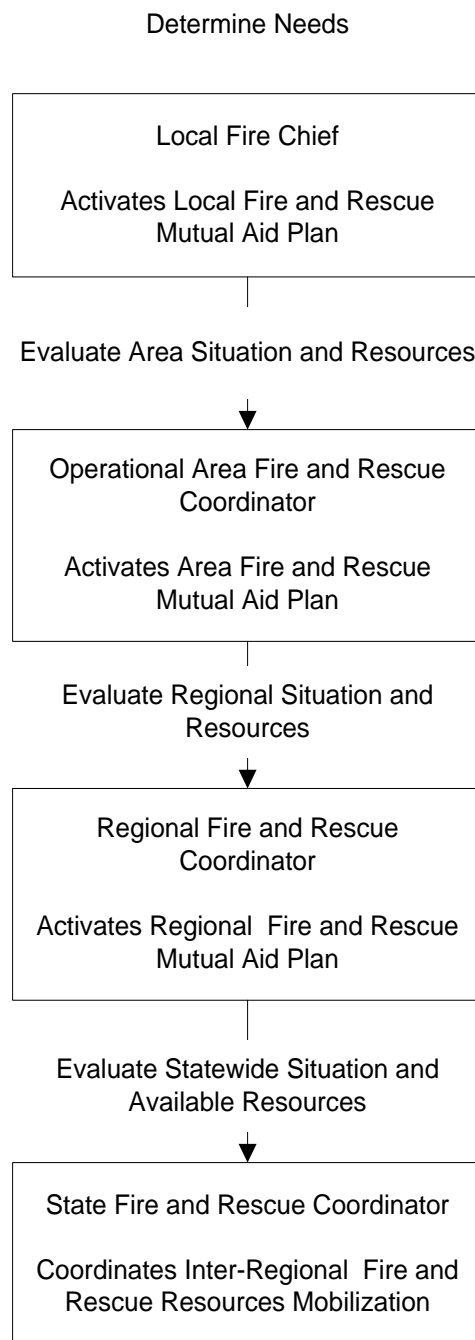 Determine Needs
Local Fire Chief
Activates Local Fire and Rescue
Mutual Aid Plan
Evaluate Area Situation and Resources
Operational Area Fire and Rescue
Coordinator
Activates Area Fire and Rescue
Mutual Aid Plan
Evaluate Regional Situation and
Resources
Regional Fire and Rescue
Coordinator
Activates Regional Fire and Rescue
Mutual Aid Plan
Evaluate Statewide Situation and
Available Resources
State Fire and Rescue Coordinator
Coordinates Inter-Regional Fire and
Rescue Resources Mobilization